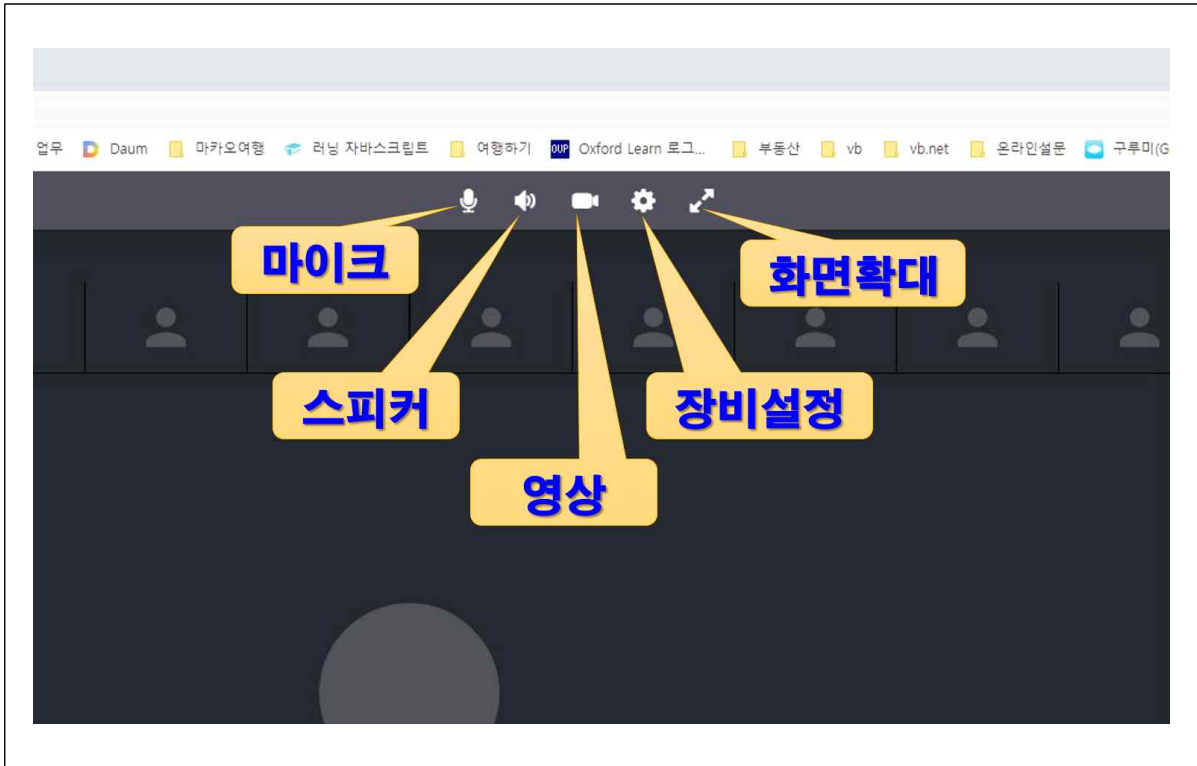 업무 Daum 마카오여행 러닝 자바스크립트 여행하기 OUP Oxford Learn 로그... 부동산 vb vb.net 온라인설문 구루미(G
마이크
화면확대
스피커
장비설정
영상